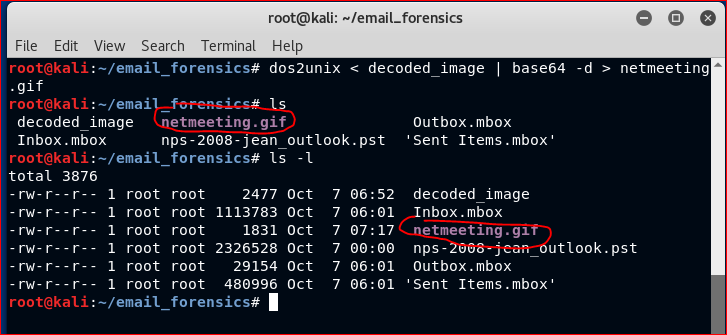 root@kali: ~/email_forensics
File Edit View Search Terminal Help
root@kali:~/email_forensics# dos2unix < decoded_image | base64 -d > netmeeting
.gif
root@kali:~/email_forensics# ls
decoded_image netmeeting.gif Outbox.mbox
Inbox.mbox nps-2008-jean_outlook.pst 'Sent Items.mbox'
root@kali:~/email_forensics# ls -l
total 3876
-rw-r--r-- 1 root root 2477 Oct 7 06:52 decoded_image
-rw-r--r-- 1 root root 1113783 Oct 7 06:01 Inbox.mbox
-rw-r--r-- 1 root root 1831 Oct 7 07:17 netmeeting.gif
-rw-r--r-- 1 root root 2326528 Oct 7 00:00 nps-2008-jean_outlook.pst
-rw-r--r-- 1 root root 29154 Oct 7 06:01 Outbox.mbox
-rw-r--r-- 1 root root 480996 Oct 7 06:01 'Sent Items.mbox'
root@kali:~/email_forensics#